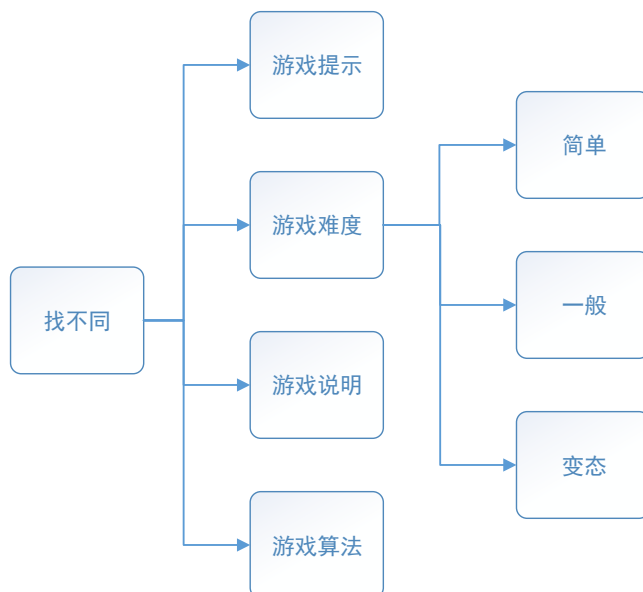 找不同
游戏提示
游戏难度
游戏说明
游戏算法
简单
一般
变态